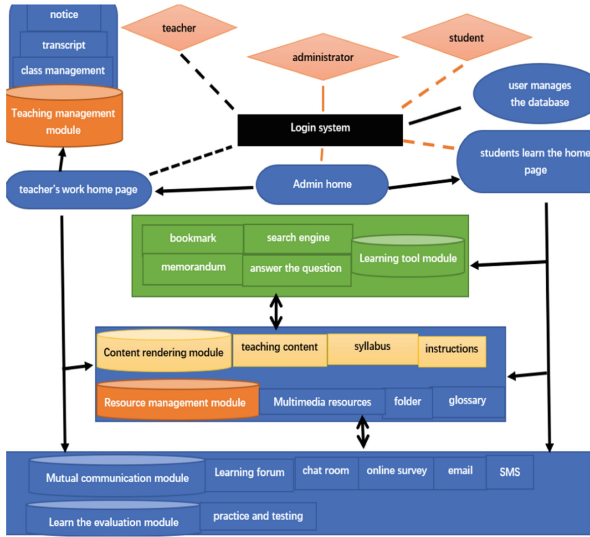 notice
transcript
class management
Teaching management
module
teacher
administrator
student
Login system
user manages
the database
teacher's work home page
Admin home
students learn the home
page
bookmark
search engine
memorandum
answer the question
Learning tool module
Content rendering module
teaching content
syllabus
instructions
Resource management module
Multimedia resources
folder
glossary
Mutual communication module
Learning forum
chat room
online survey
email
SMS
Learn the evaluation module
practice and testing